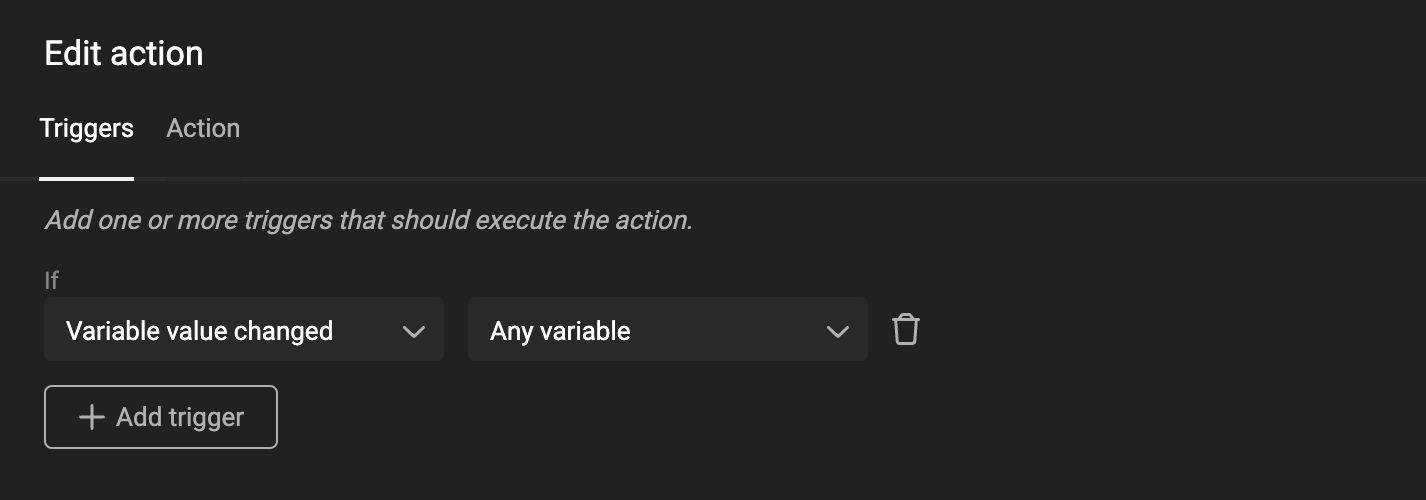 Edit action
Triggers Action
Add one or more triggers that should execute the action.
If
Variable value changed Any variable
Add trigger